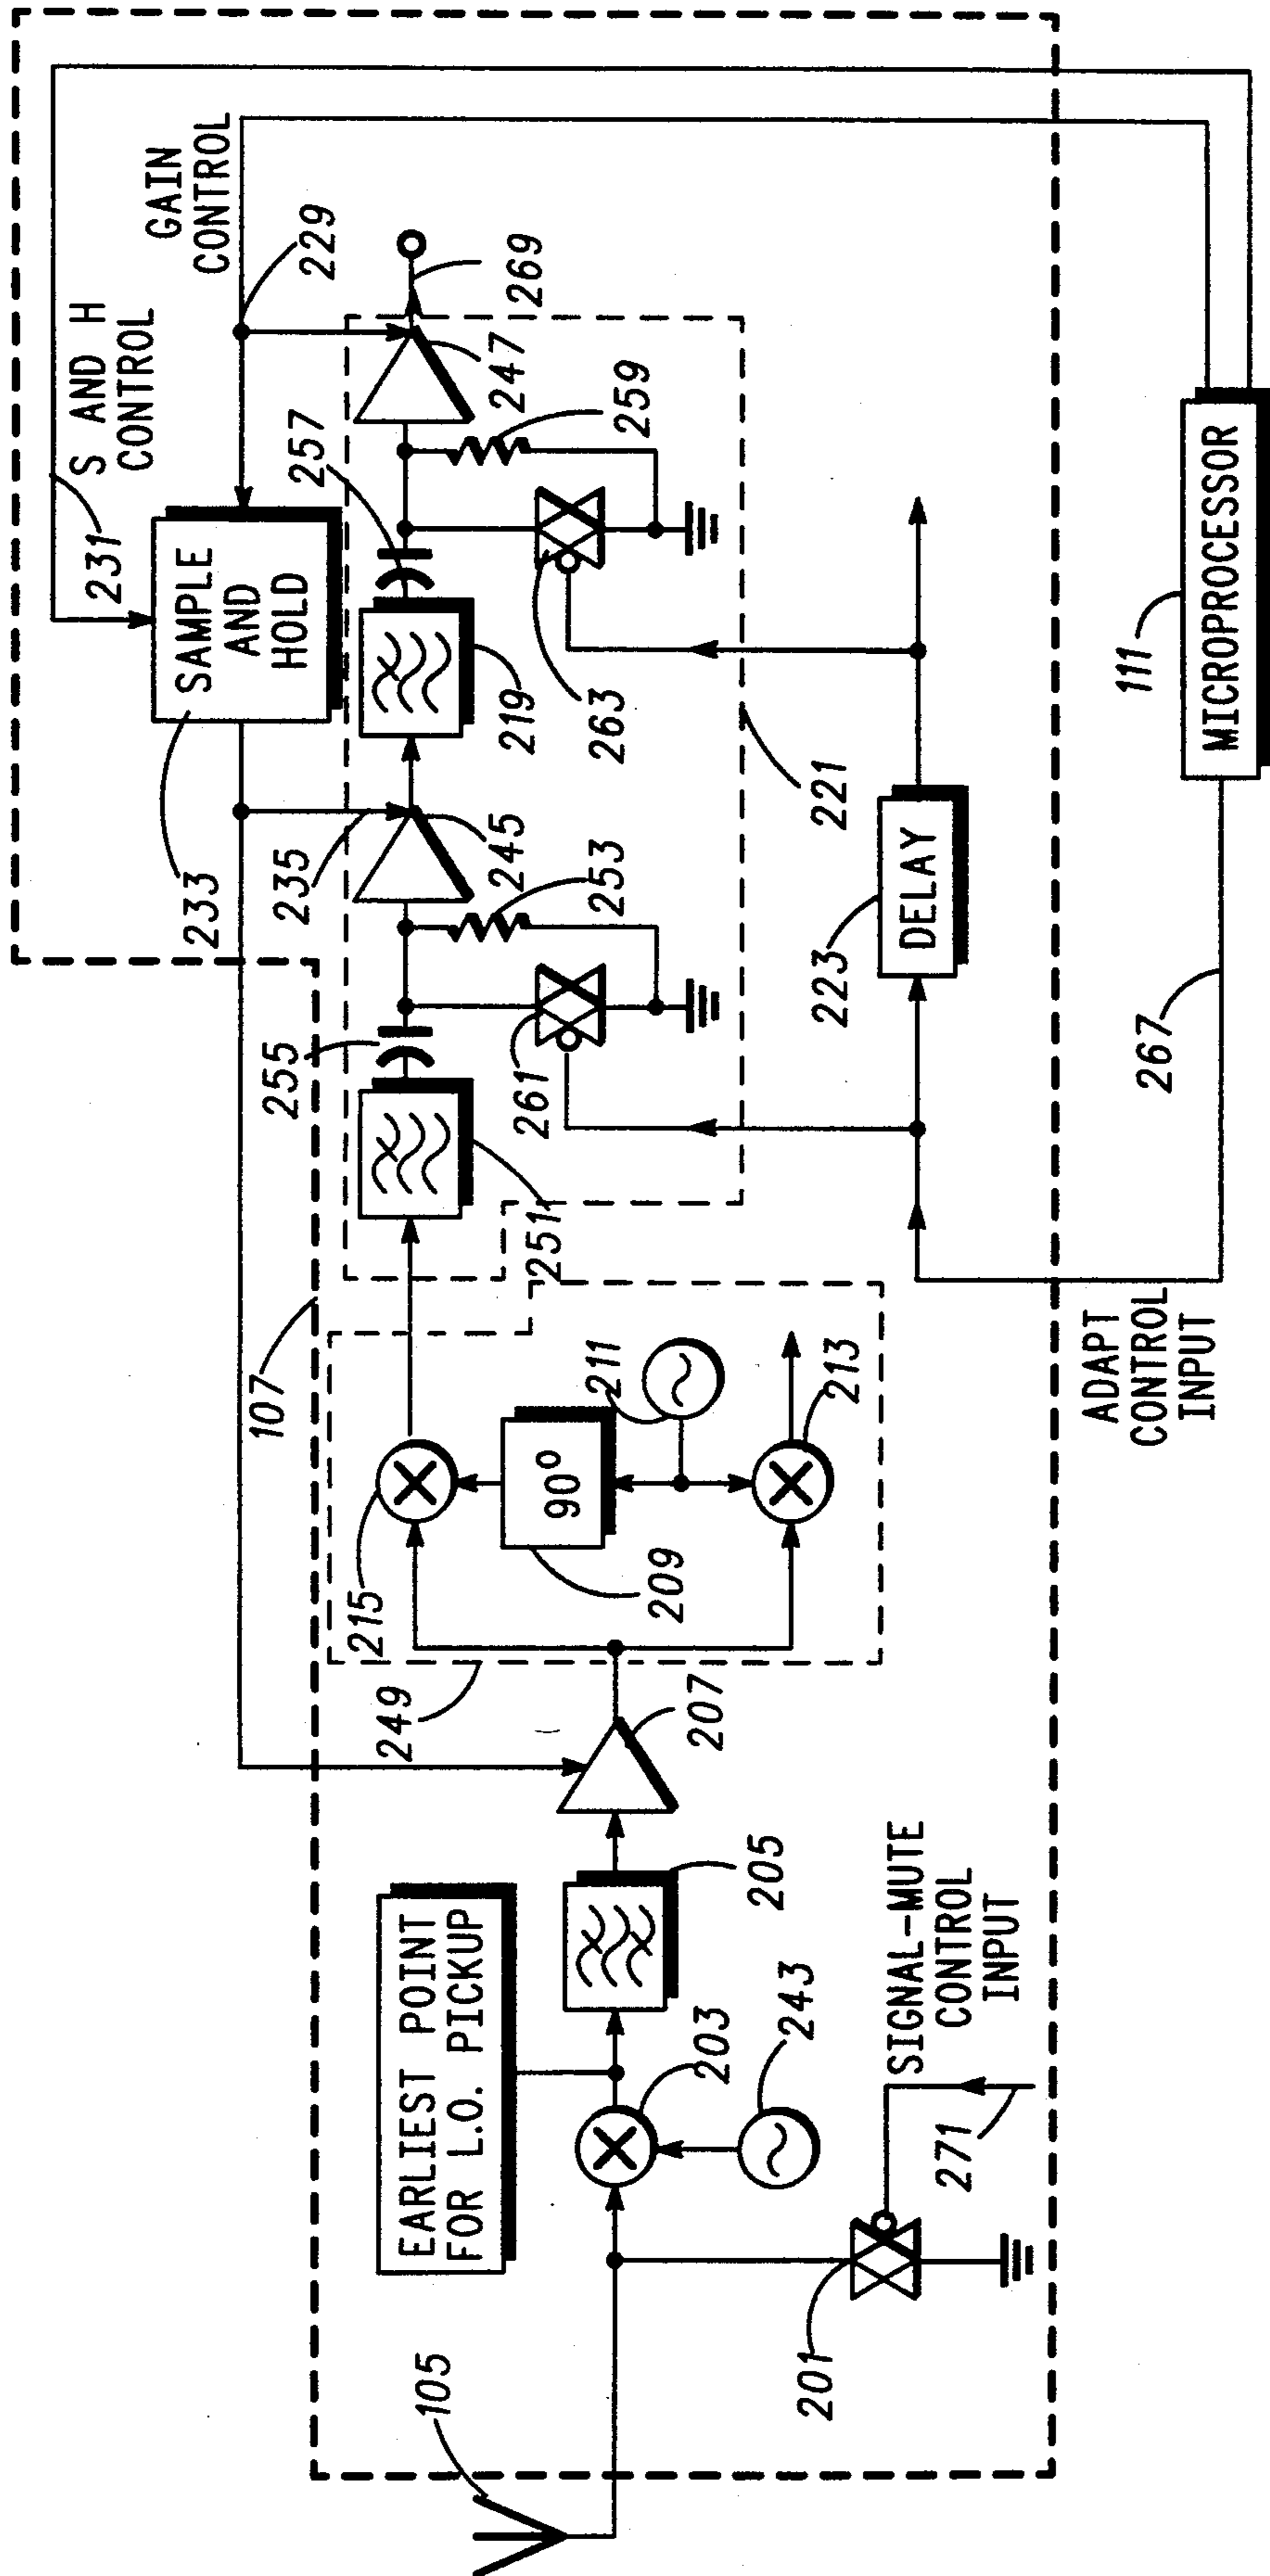 105
201
271
SIGNAL-MUTE
CONTROL
INPUT
243
203
EARLIEST POINT
FOR L.O. PICKUP
205
207
249
215
209
90°
211
213
107
251
255
261
253
245
235
233
SAMPLE
AND
HOLD
231
S AND H
CONTROL
GAIN
CONTROL
229
257
219
263
259
247
269
221
223
DELAY
ADAPT
CONTROL
INPUT
267
111
MICROPROCESSOR